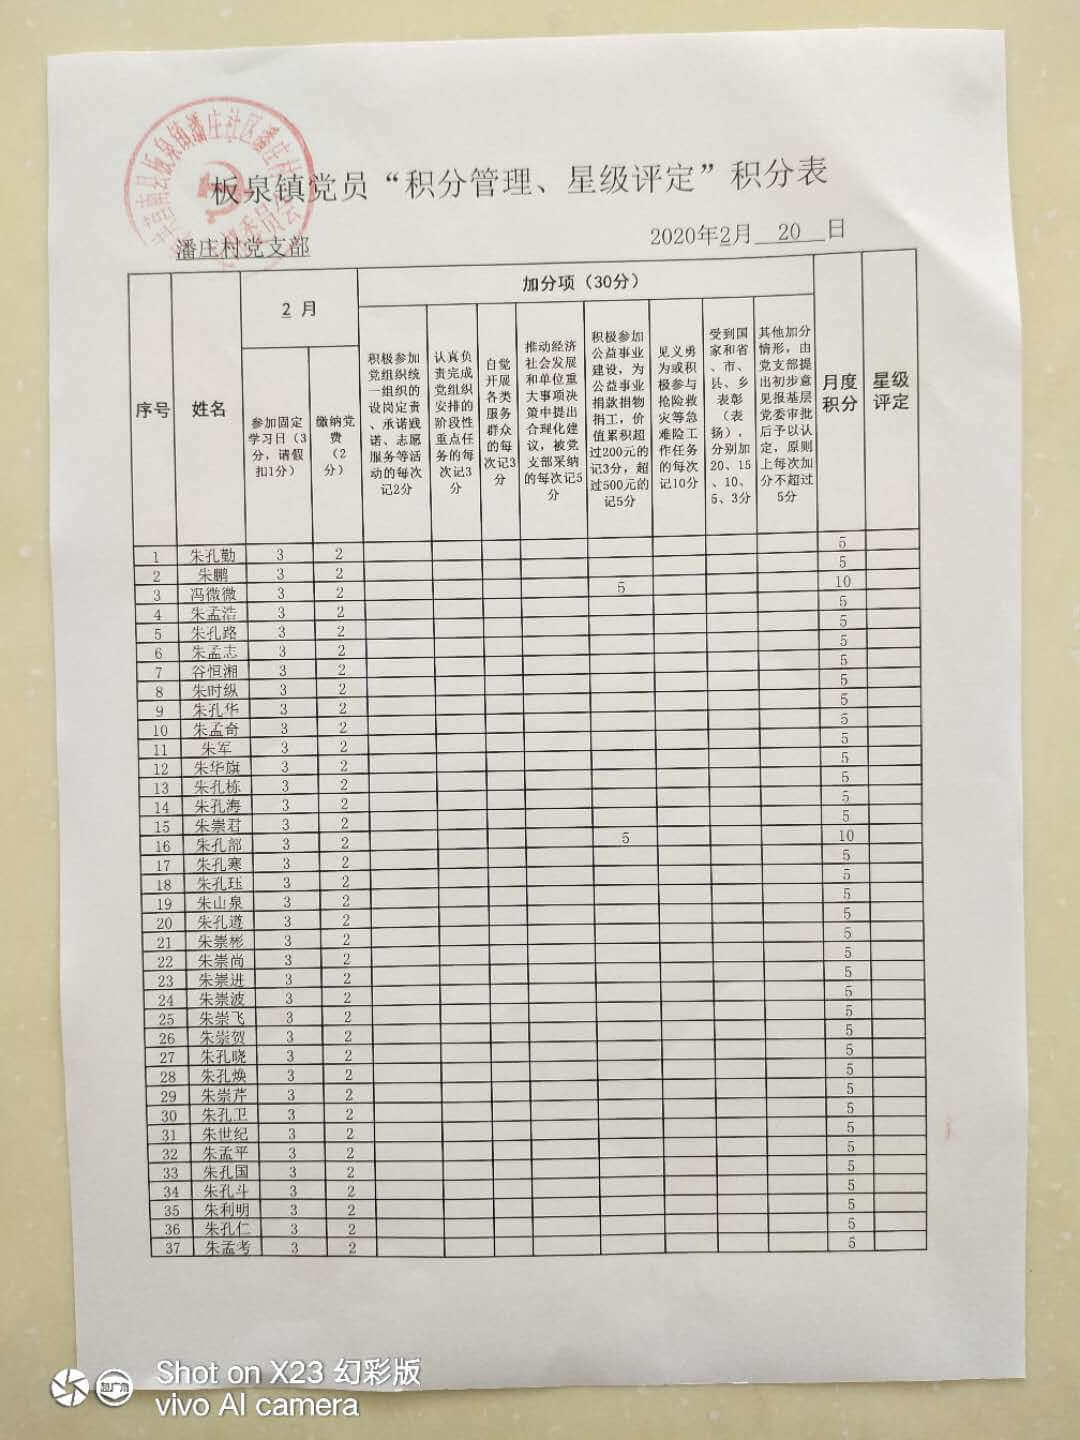 板泉镇党员“积分管理、星级评定”积分表
潘庄村党支部 2020年2月 20 日
序号 姓名 2 月 加分项（30分） 月度积分 星级评定
参加固定学习日（3分，请假扣1分）
缴纳党费（2分）
积极参加党组织统一组织的设岗定责、承诺践诺、志愿服务等活动的每次记2分
认真负责完成党组织安排的阶段性重点任务的每次记3分
自觉开展各类服务群众的每次记3分
推动经济社会发展和单位重大事项决策中提出合理化建议，被党支部采纳的每次记5分
积极参加公益事业建设，为公益事业捐款捐物捐工，价值累积超过200元的记3分，超过500元的记5分
见义勇为或积极参与抢险救灾等急难险工作任务的每次记10分
受到国家和省、市、县、乡表彰（表扬），分别加20、15、10、5、3分
其他加分情形，由党支部提出初步意见报基层党委审批后予以认定，原则上每次加分不超过5分
1 朱孔勤 3 2 5
2 朱鹏 3 2 5
3 冯微微 3 2 5 10
4 朱孟浩 3 2 5
5 朱孔路 3 2 5
6 朱孟志 3 2 5
7 谷恒湘 3 2 5
8 朱时纵 3 2 5
9 朱孔华 3 2 5
10 朱孟奇 3 2 5
11 朱军 3 2 5
12 朱华旗 3 2 5
13 朱孔栋 3 2 5
14 朱孔海 3 2 5
15 朱崇君 3 2 5
16 朱孔部 3 2 5 10
17 朱孔寒 3 2 5
18 朱孔珏 3 2 5
19 朱山泉 3 2 5
20 朱孔遵 3 2 5
21 朱崇彬 3 2 5
22 朱崇尚 3 2 5
23 朱崇进 3 2 5
24 朱崇波 3 2 5
25 朱崇飞 3 2 5
26 朱崇贺 3 2 5
27 朱孔晓 3 2 5
28 朱孔焕 3 2 5
29 朱崇芹 3 2 5
30 朱孔卫 3 2 5
31 朱世纪 3 2 5
32 朱孟平 3 2 5
33 朱孔国 3 2 5
34 朱孔斗 3 2 5
35 朱利明 3 2 5
36 朱孔仁 3 2 5
37 朱孟考 3 2 5
Shot on X23 幻彩版
vivo AI camera
超广角